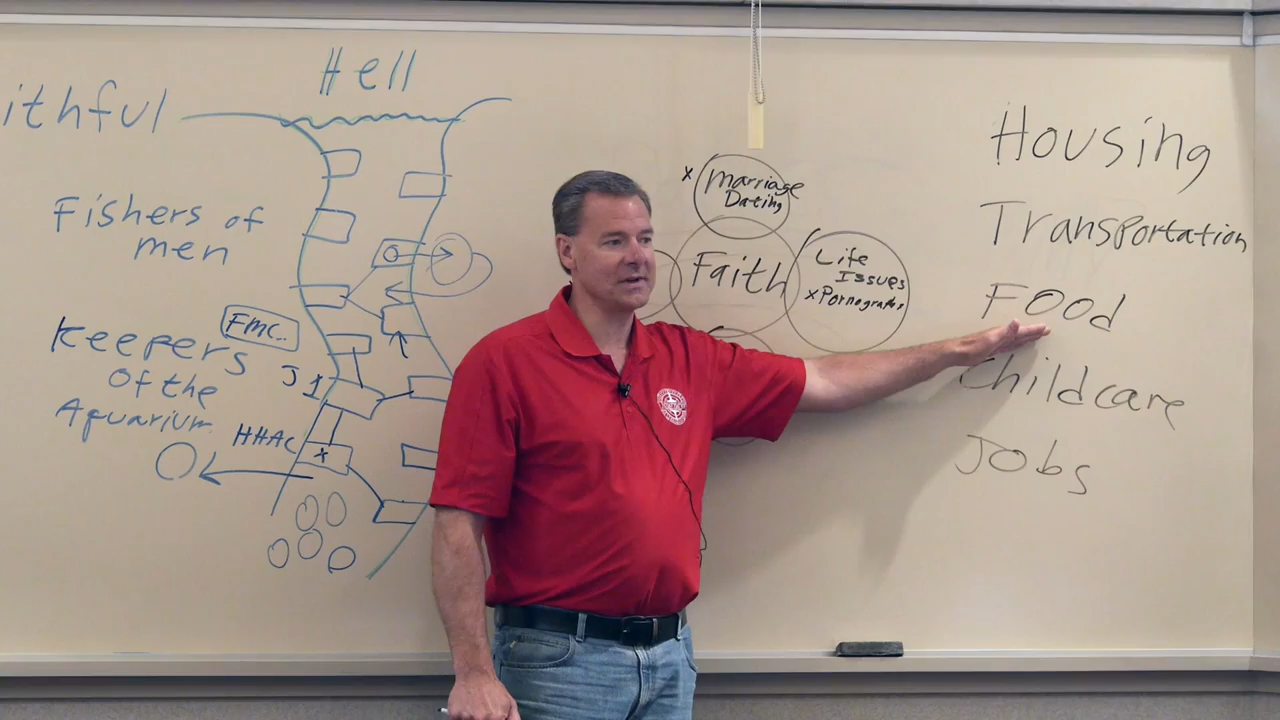 Hell
ithful
Fishers of
men
FMC.
Keepers
Of the
Aquarium
J1
HHAC
x
x Marriage
Dating
Faith
Life
Issues
x Pornography
Housing
Transportation
Food
Childcare
Jobs